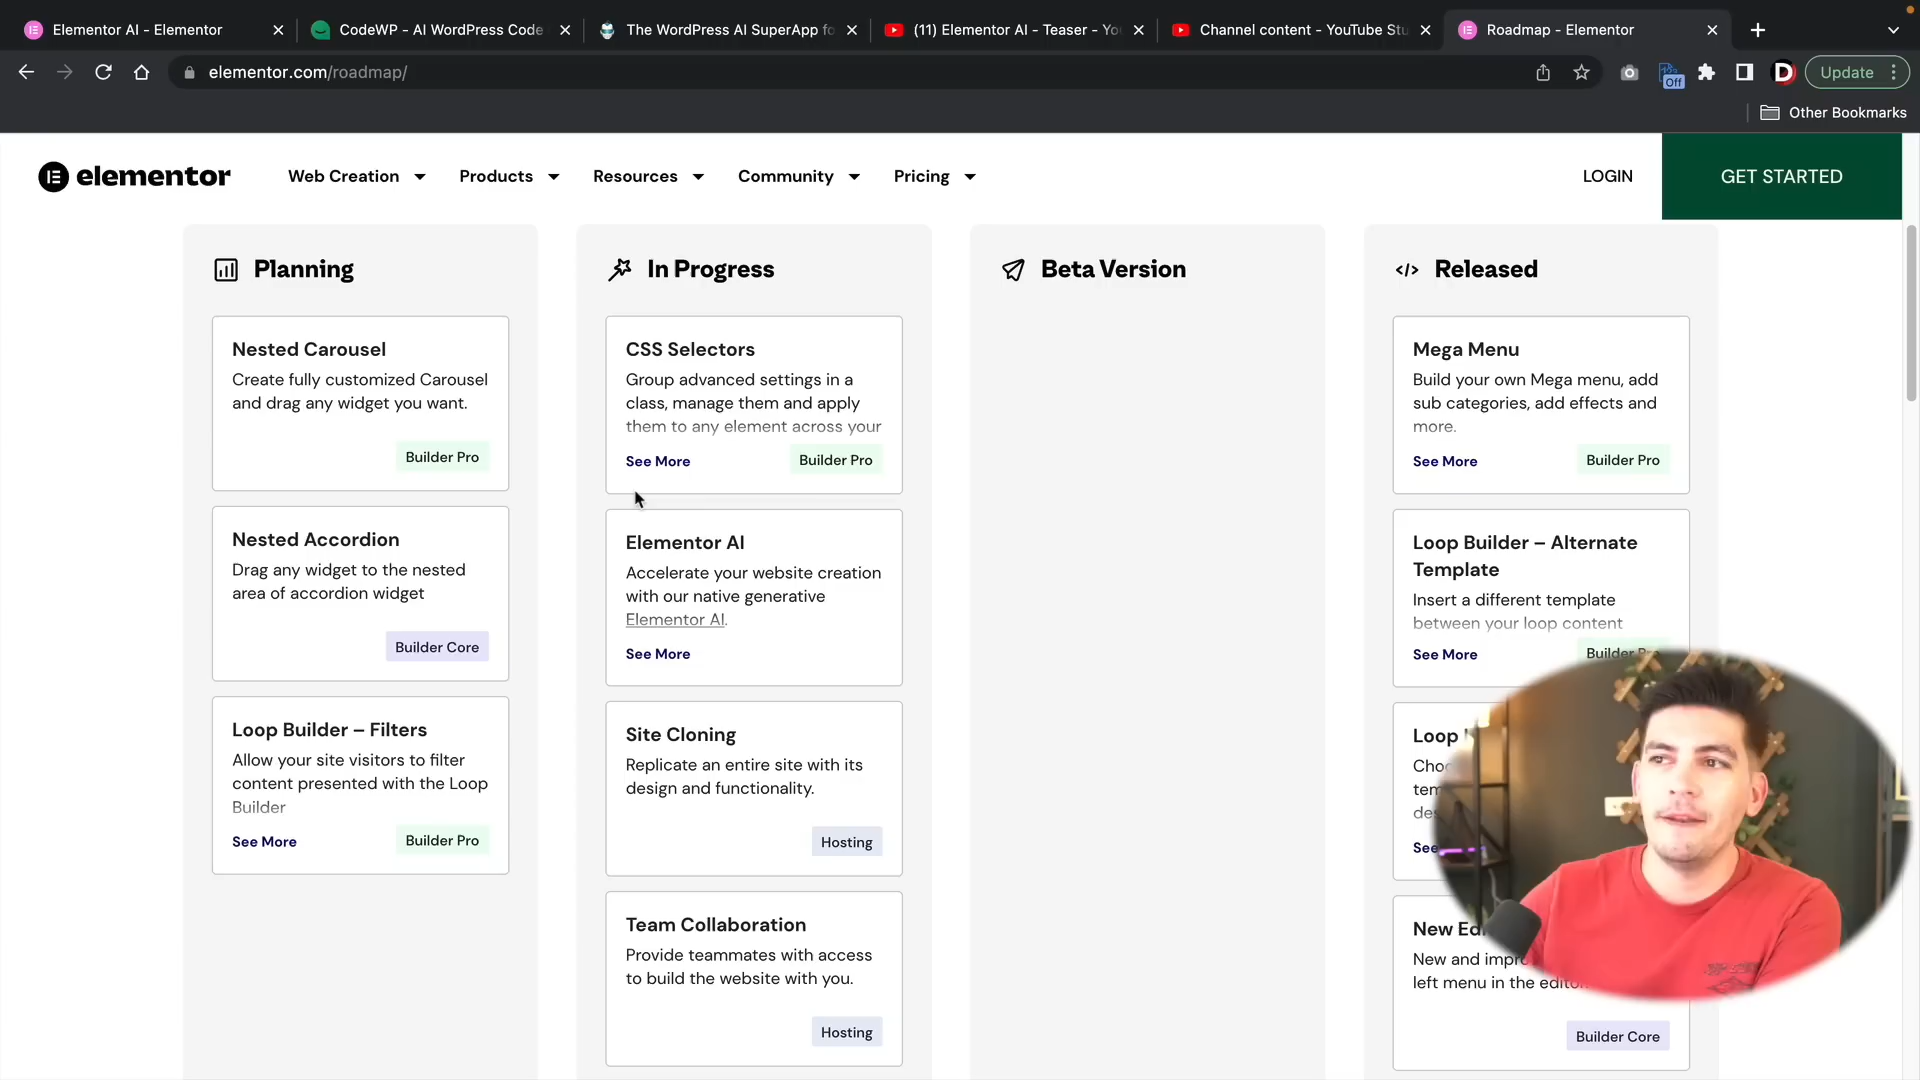 Elementor AI - Elementor
CodeWP - AI WordPress Code
The WordPress AI SuperApp fo
(11) Elementor AI - Teaser - Yo
Channel content - YouTube Stu
Roadmap - Elementor
elementor.com/roadmap/
Off
D
Update
Other Bookmarks
elementor
Web Creation
Products
Resources
Community
Pricing
LOGIN
GET STARTED
Planning
Nested Carousel
Create fully customized Carousel
and drag any widget you want.
Builder Pro
Nested Accordion
Drag any widget to the nested
area of accordion widget
Builder Core
Loop Builder – Filters
Allow your site visitors to filter
content presented with the Loop
Builder
See More
Builder Pro
In Progress
CSS Selectors
Group advanced settings in a
class, manage them and apply
them to any element across your
See More
Builder Pro
Elementor AI
Accelerate your website creation
with our native generative
Elementor AI.
See More
Site Cloning
Replicate an entire site with its
design and functionality.
Hosting
Team Collaboration
Provide teammates with access
to build the website with you.
Hosting
Beta Version
Released
Mega Menu
Build your own Mega menu, add
sub categories, add effects and
more.
See More
Builder Pro
Loop Builder – Alternate
Template
Insert a different template
between your loop content
See More
Builder Pro
Loop
Choo
tem
des
See
New Edi
New and impro
left menu in the edito
Builder Core